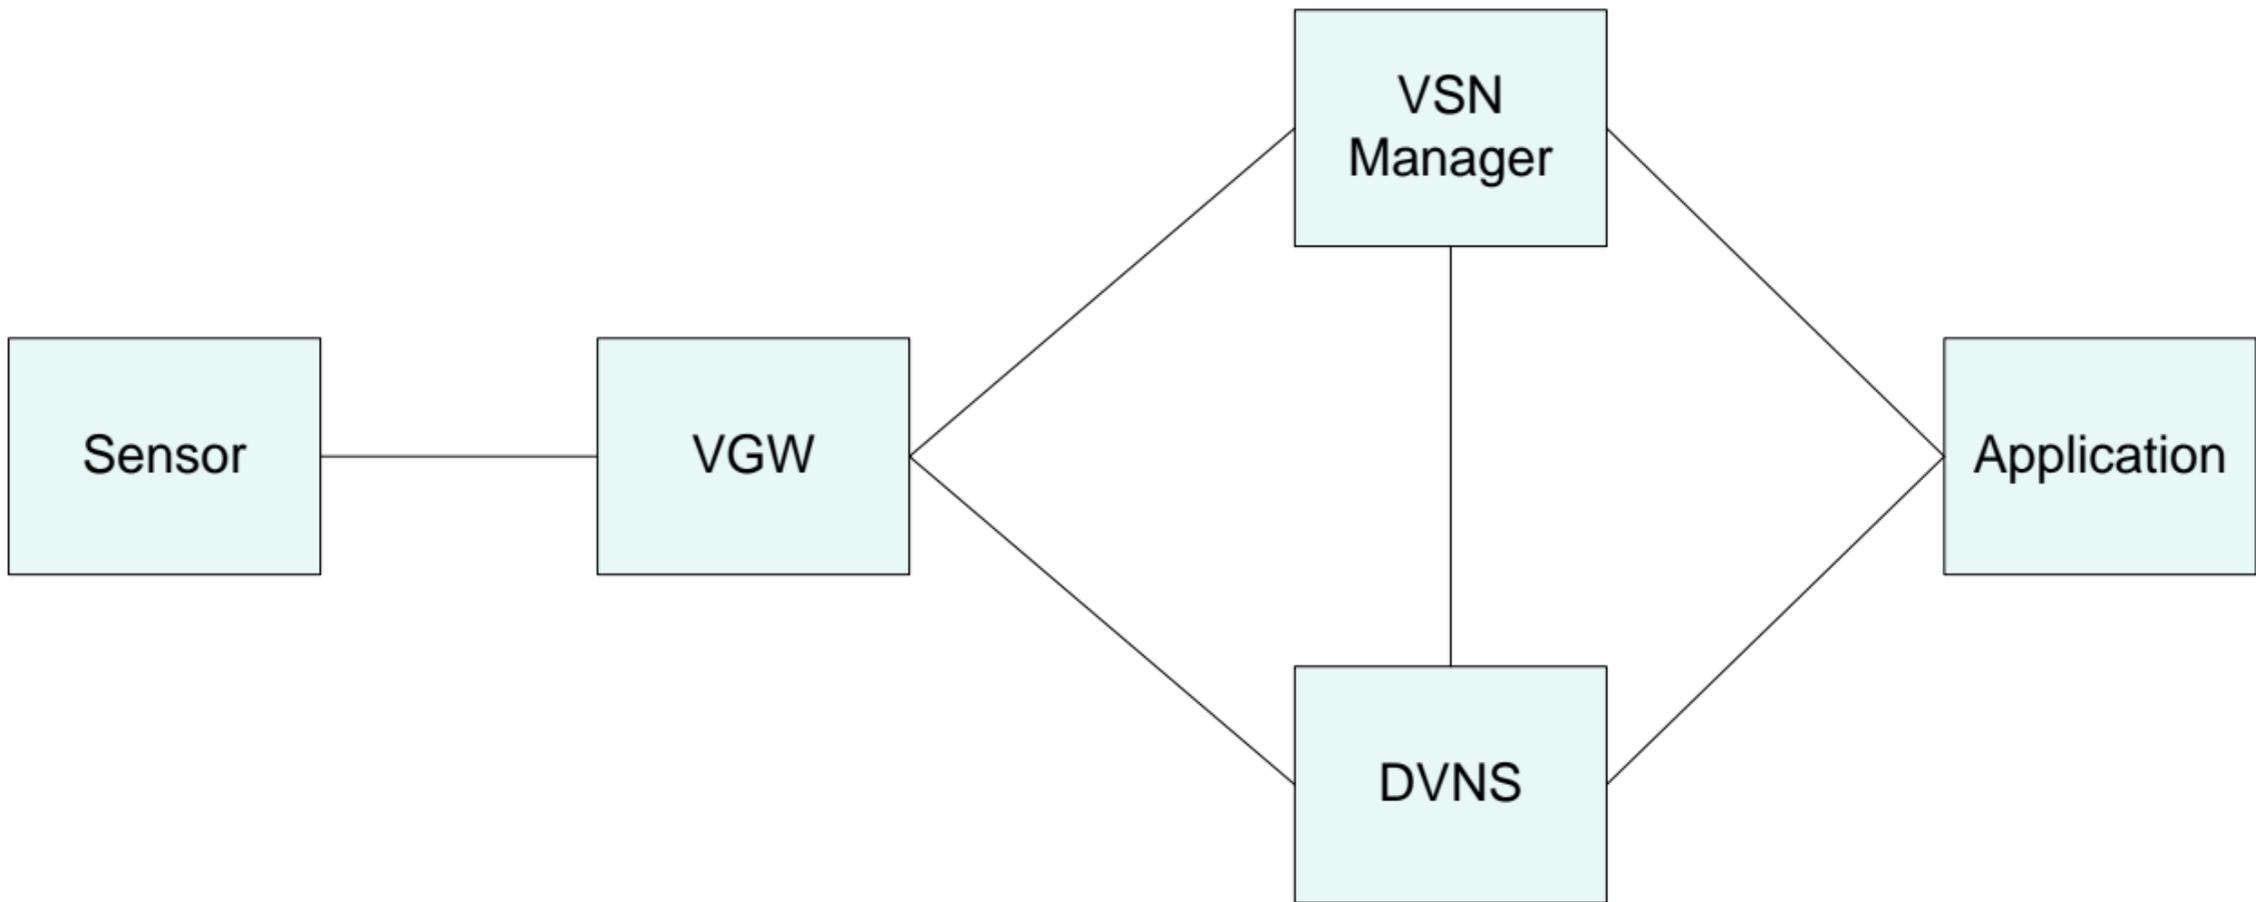 VSN
Manager
Sensor
VGW
Application
DVNS